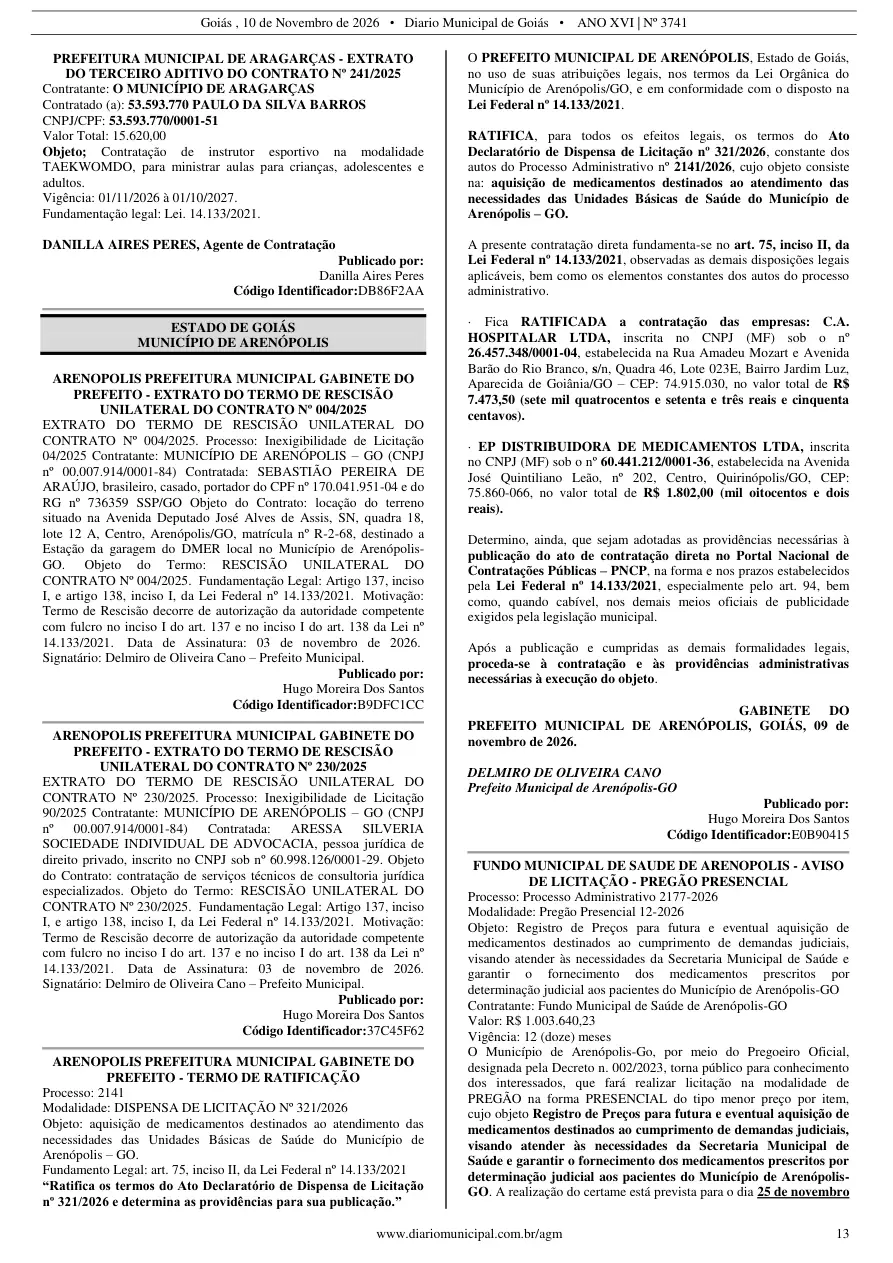 Goiás , 10 de Novembro de 2026 • Diario Municipal de Goiás • ANO XVI | Nº 3741
PREFEITURA MUNICIPAL DE ARAGARÇAS - EXTRATO
DO TERCEIRO ADITIVO DO CONTRATO Nº 241/2025
Contratante: O MUNICÍPIO DE ARAGARÇAS
Contratado (a): 53.593.770 PAULO DA SILVA BARROS
CNPJ/CPF: 53.593.770/0001-51
Valor Total: 15.620,00
Objeto; Contratação de instrutor esportivo na modalidade
TAEKWOMDO, para ministrar aulas para crianças, adolescentes e
adultos.
Vigência: 01/11/2026 à 01/10/2027.
Fundamentação legal: Lei. 14.133/2021.
DANILLA AIRES PERES, Agente de Contratação
Publicado por:
Danilla Aires Peres
Código Identificador:DB86F2AA
ESTADO DE GOIÁS
MUNICÍPIO DE ARENÓPOLIS
ARENOPOLIS PREFEITURA MUNICIPAL GABINETE DO
PREFEITO - EXTRATO DO TERMO DE RESCISÃO
UNILATERAL DO CONTRATO Nº 004/2025
EXTRATO DO TERMO DE RESCISÃO UNILATERAL DO
CONTRATO Nº 004/2025. Processo: Inexigibilidade de Licitação
04/2025 Contratante: MUNICÍPIO DE ARENÓPOLIS – GO (CNPJ
nº 00.007.914/0001-84) Contratada: SEBASTIÃO PEREIRA DE
ARAÚJO, brasileiro, casado, portador do CPF nº 170.041.951-04 e do
RG nº 736359 SSP/GO Objeto do Contrato: locação do terreno
situado na Avenida Deputado José Alves de Assis, SN, quadra 18,
lote 12 A, Centro, Arenópolis/GO, matrícula nº R-2-68, destinado a
Estação da garagem do DMER local no Município de Arenópolis-
GO. Objeto do Termo: RESCISÃO UNILATERAL DO
CONTRATO Nº 004/2025. Fundamentação Legal: Artigo 137, inciso
I, e artigo 138, inciso I, da Lei Federal nº 14.133/2021. Motivação:
Termo de Rescisão decorre de autorização da autoridade competente
com fulcro no inciso I do art. 137 e no inciso I do art. 138 da Lei nº
14.133/2021. Data de Assinatura: 03 de novembro de 2026.
Signatário: Delmiro de Oliveira Cano – Prefeito Municipal.
Publicado por:
Hugo Moreira Dos Santos
Código Identificador:B9DFC1CC
ARENOPOLIS PREFEITURA MUNICIPAL GABINETE DO
PREFEITO - EXTRATO DO TERMO DE RESCISÃO
UNILATERAL DO CONTRATO Nº 230/2025
EXTRATO DO TERMO DE RESCISÃO UNILATERAL DO
CONTRATO Nº 230/2025. Processo: Inexigibilidade de Licitação
90/2025 Contratante: MUNICÍPIO DE ARENÓPOLIS – GO (CNPJ
nº 00.007.914/0001-84) Contratada: ARESSA SILVERIA
SOCIEDADE INDIVIDUAL DE ADVOCACIA, pessoa jurídica de
direito privado, inscrito no CNPJ sob nº 60.998.126/0001-29. Objeto
do Contrato: contratação de serviços técnicos de consultoria jurídica
especializados. Objeto do Termo: RESCISÃO UNILATERAL DO
CONTRATO Nº 230/2025. Fundamentação Legal: Artigo 137, inciso
I, e artigo 138, inciso I, da Lei Federal nº 14.133/2021. Motivação:
Termo de Rescisão decorre de autorização da autoridade competente
com fulcro no inciso I do art. 137 e no inciso I do art. 138 da Lei nº
14.133/2021. Data de Assinatura: 03 de novembro de 2026.
Signatário: Delmiro de Oliveira Cano – Prefeito Municipal.
Publicado por:
Hugo Moreira Dos Santos
Código Identificador:37C45F62
ARENOPOLIS PREFEITURA MUNICIPAL GABINETE DO
PREFEITO - TERMO DE RATIFICAÇÃO
Processo: 2141
Modalidade: DISPENSA DE LICITAÇÃO Nº 321/2026
Objeto: aquisição de medicamentos destinados ao atendimento das
necessidades das Unidades Básicas de Saúde do Município de
Arenópolis – GO.
Fundamento Legal: art. 75, inciso II, da Lei Federal nº 14.133/2021
“Ratifica os termos do Ato Declaratório de Dispensa de Licitação
nº 321/2026 e determina as providências para sua publicação.”
O PREFEITO MUNICIPAL DE ARENÓPOLIS, Estado de Goiás,
no uso de suas atribuições legais, nos termos da Lei Orgânica do
Município de Arenópolis/GO, e em conformidade com o disposto na
Lei Federal nº 14.133/2021.
RATIFICA, para todos os efeitos legais, os termos do Ato
Declaratório de Dispensa de Licitação nº 321/2026, constante dos
autos do Processo Administrativo nº 2141/2026, cujo objeto consiste
na: aquisição de medicamentos destinados ao atendimento das
necessidades das Unidades Básicas de Saúde do Município de
Arenópolis – GO.
A presente contratação direta fundamenta-se no art. 75, inciso II, da
Lei Federal nº 14.133/2021, observadas as demais disposições legais
aplicáveis, bem como os elementos constantes dos autos do processo
administrativo.
· Fica RATIFICADA a contratação das empresas: C.A.
HOSPITALAR LTDA, inscrita no CNPJ (MF) sob o nº
26.457.348/0001-04, estabelecida na Rua Amadeu Mozart e Avenida
Barão do Rio Branco, s/n, Quadra 46, Lote 023E, Bairro Jardim Luz,
Aparecida de Goiânia/GO – CEP: 74.915.030, no valor total de R$
7.473,50 (sete mil quatrocentos e setenta e três reais e cinquenta
centavos).
· EP DISTRIBUIDORA DE MEDICAMENTOS LTDA, inscrita
no CNPJ (MF) sob o nº 60.441.212/0001-36, estabelecida na Avenida
José Quintiliano Leão, nº 202, Centro, Quirinópolis/GO, CEP:
75.860-066, no valor total de R$ 1.802,00 (mil oitocentos e dois
reais).
Determino, ainda, que sejam adotadas as providências necessárias à
publicação do ato de contratação direta no Portal Nacional de
Contratações Públicas – PNCP, na forma e nos prazos estabelecidos
pela Lei Federal nº 14.133/2021, especialmente pelo art. 94, bem
como, quando cabível, nos demais meios oficiais de publicidade
exigidos pela legislação municipal.
Após a publicação e cumpridas as demais formalidades legais,
proceda-se à contratação e às providências administrativas
necessárias à execução do objeto.
GABINETE DO
PREFEITO MUNICIPAL DE ARENÓPOLIS, GOIÁS, 09 de
novembro de 2026.
DELMIRO DE OLIVEIRA CANO
Prefeito Municipal de Arenópolis-GO
Publicado por:
Hugo Moreira Dos Santos
Código Identificador:E0B90415
FUNDO MUNICIPAL DE SAUDE DE ARENOPOLIS - AVISO
DE LICITAÇÃO - PREGÃO PRESENCIAL
Processo: Processo Administrativo 2177-2026
Modalidade: Pregão Presencial 12-2026
Objeto: Registro de Preços para futura e eventual aquisição de
medicamentos destinados ao cumprimento de demandas judiciais,
visando atender às necessidades da Secretaria Municipal de Saúde e
garantir o fornecimento dos medicamentos prescritos por
determinação judicial aos pacientes do Município de Arenópolis-GO
Contratante: Fundo Municipal de Saúde de Arenópolis-GO
Valor: R$ 1.003.640,23
Vigência: 12 (doze) meses
O Município de Arenópolis-Go, por meio do Pregoeiro Oficial,
designada pela Decreto n. 002/2023, torna público para conhecimento
dos interessados, que fará realizar licitação na modalidade de
PREGÃO na forma PRESENCIAL do tipo menor preço por item,
cujo objeto Registro de Preços para futura e eventual aquisição de
medicamentos destinados ao cumprimento de demandas judiciais,
visando atender às necessidades da Secretaria Municipal de
Saúde e garantir o fornecimento dos medicamentos prescritos por
determinação judicial aos pacientes do Município de Arenópolis-
GO. A realização do certame está prevista para o dia 25 de novembro
www.diariomunicipal.com.br/agm 13